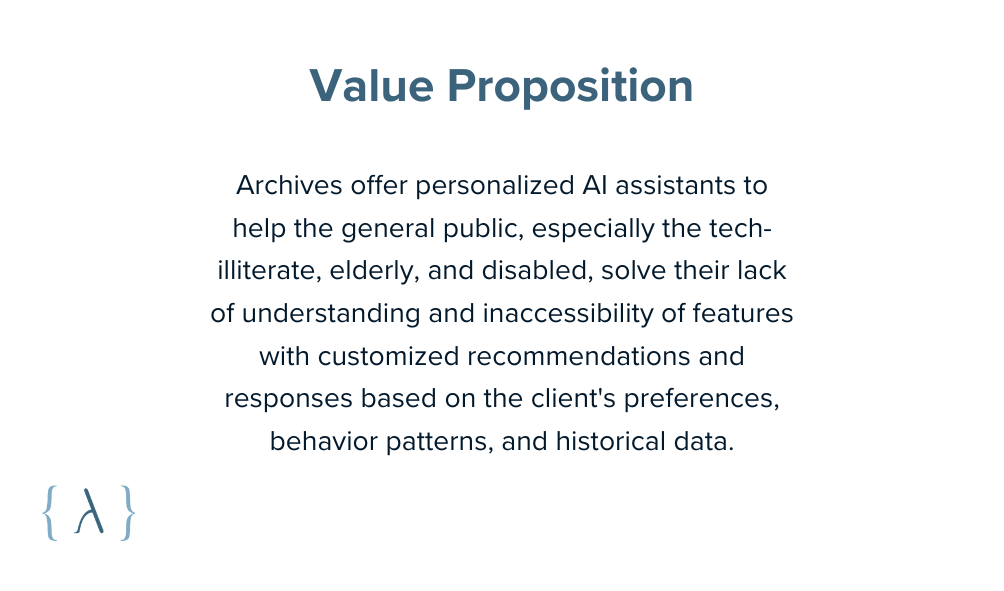 Value Proposition
Archives offer personalized AI assistants to
help the general public, especially the tech-
illiterate, elderly, and disabled, solve their lack
of understanding and inaccessibility of features
with customized recommendations and
responses based on the client's preferences,
behavior patterns, and historical data.
{ λ }